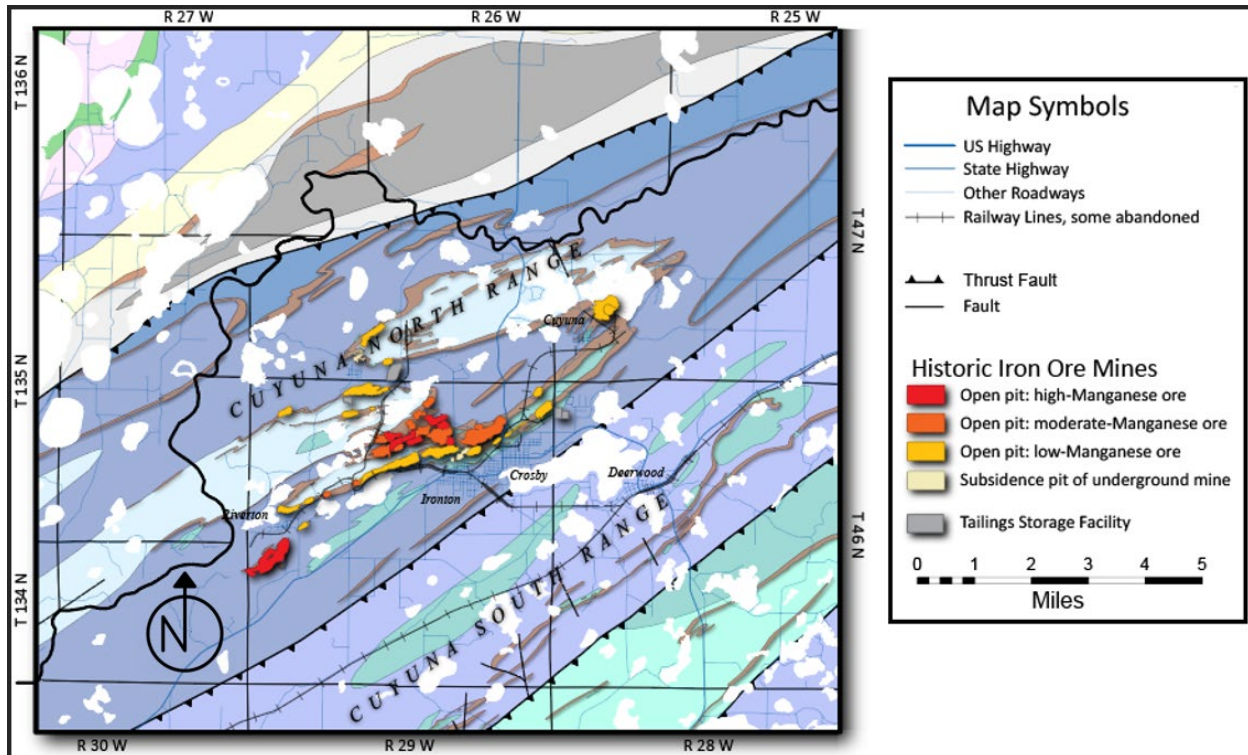 R 27 W
R 26 W
R 25 W
T 136 N
T 47 N
T 135 N
T 46 N
T 134 N
CUYUNA NORTH RANGE
Cuyuna
Crosby
Deerwood
Ironton
Riverton
CUYUNA SOUTH RANGE
N
R 30 W
R 29 W
R 28 W
Map Symbols
US Highway
State Highway
Other Roadways
Railway Lines, some abandoned
Thrust Fault
Fault
Historic Iron Ore Mines
Open pit: high-Manganese ore
Open pit: moderate-Manganese ore
Open pit: low-Manganese ore
Subsidence pit of underground mine
Tailings Storage Facility
0 1 2 3 4 5
Miles